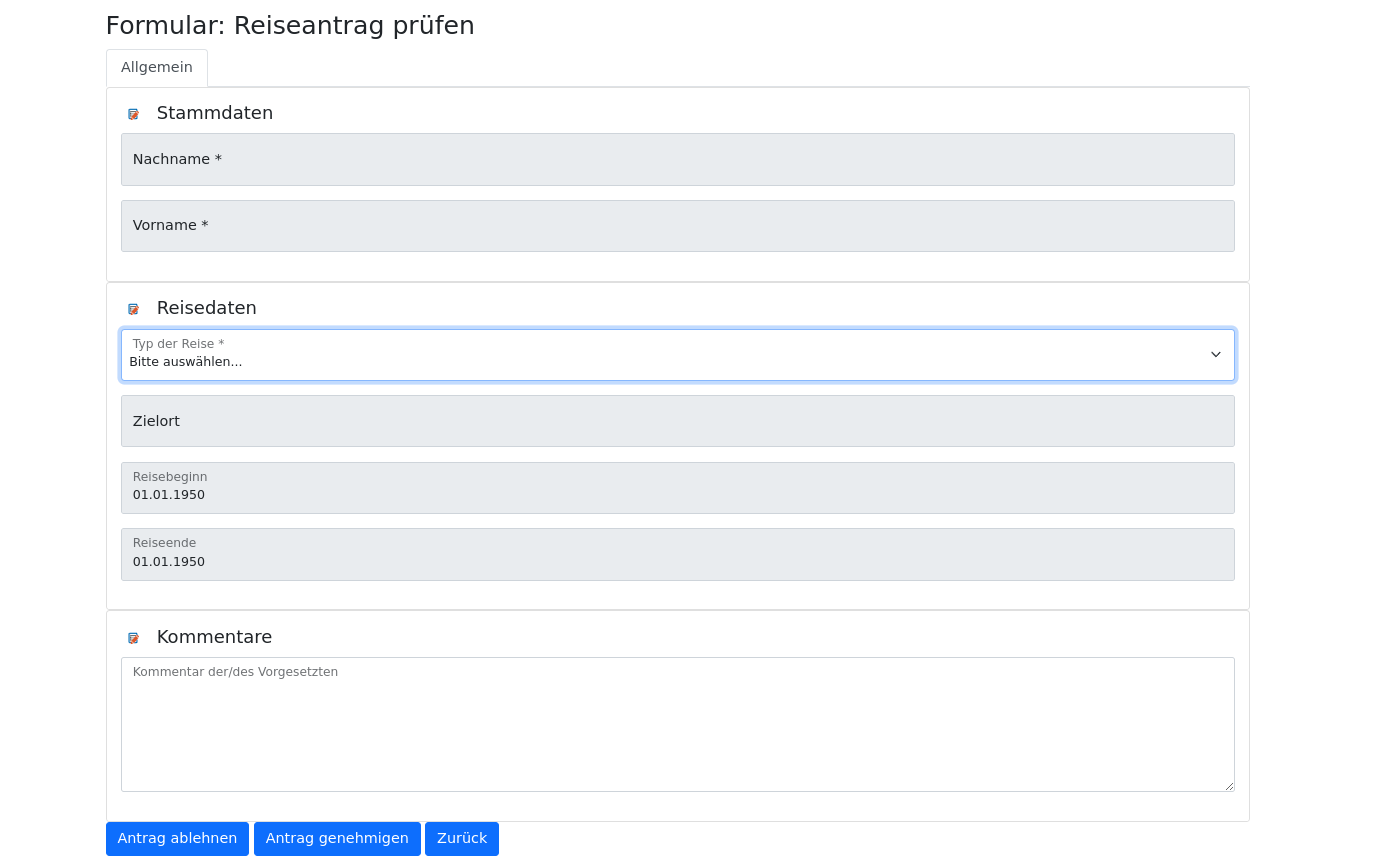 Formular: Reiseantrag prüfen
Allgemein
Stammdaten
Nachname *
Vorname *
Reisedaten
Typ der Reise *
Bitte auswählen...
Zielort
Reisebeginn
01.01.1950
Reiseende
01.01.1950
Kommentare
Kommentar der/des Vorgesetzten
Antrag ablehnen Antrag genehmigen Zurück